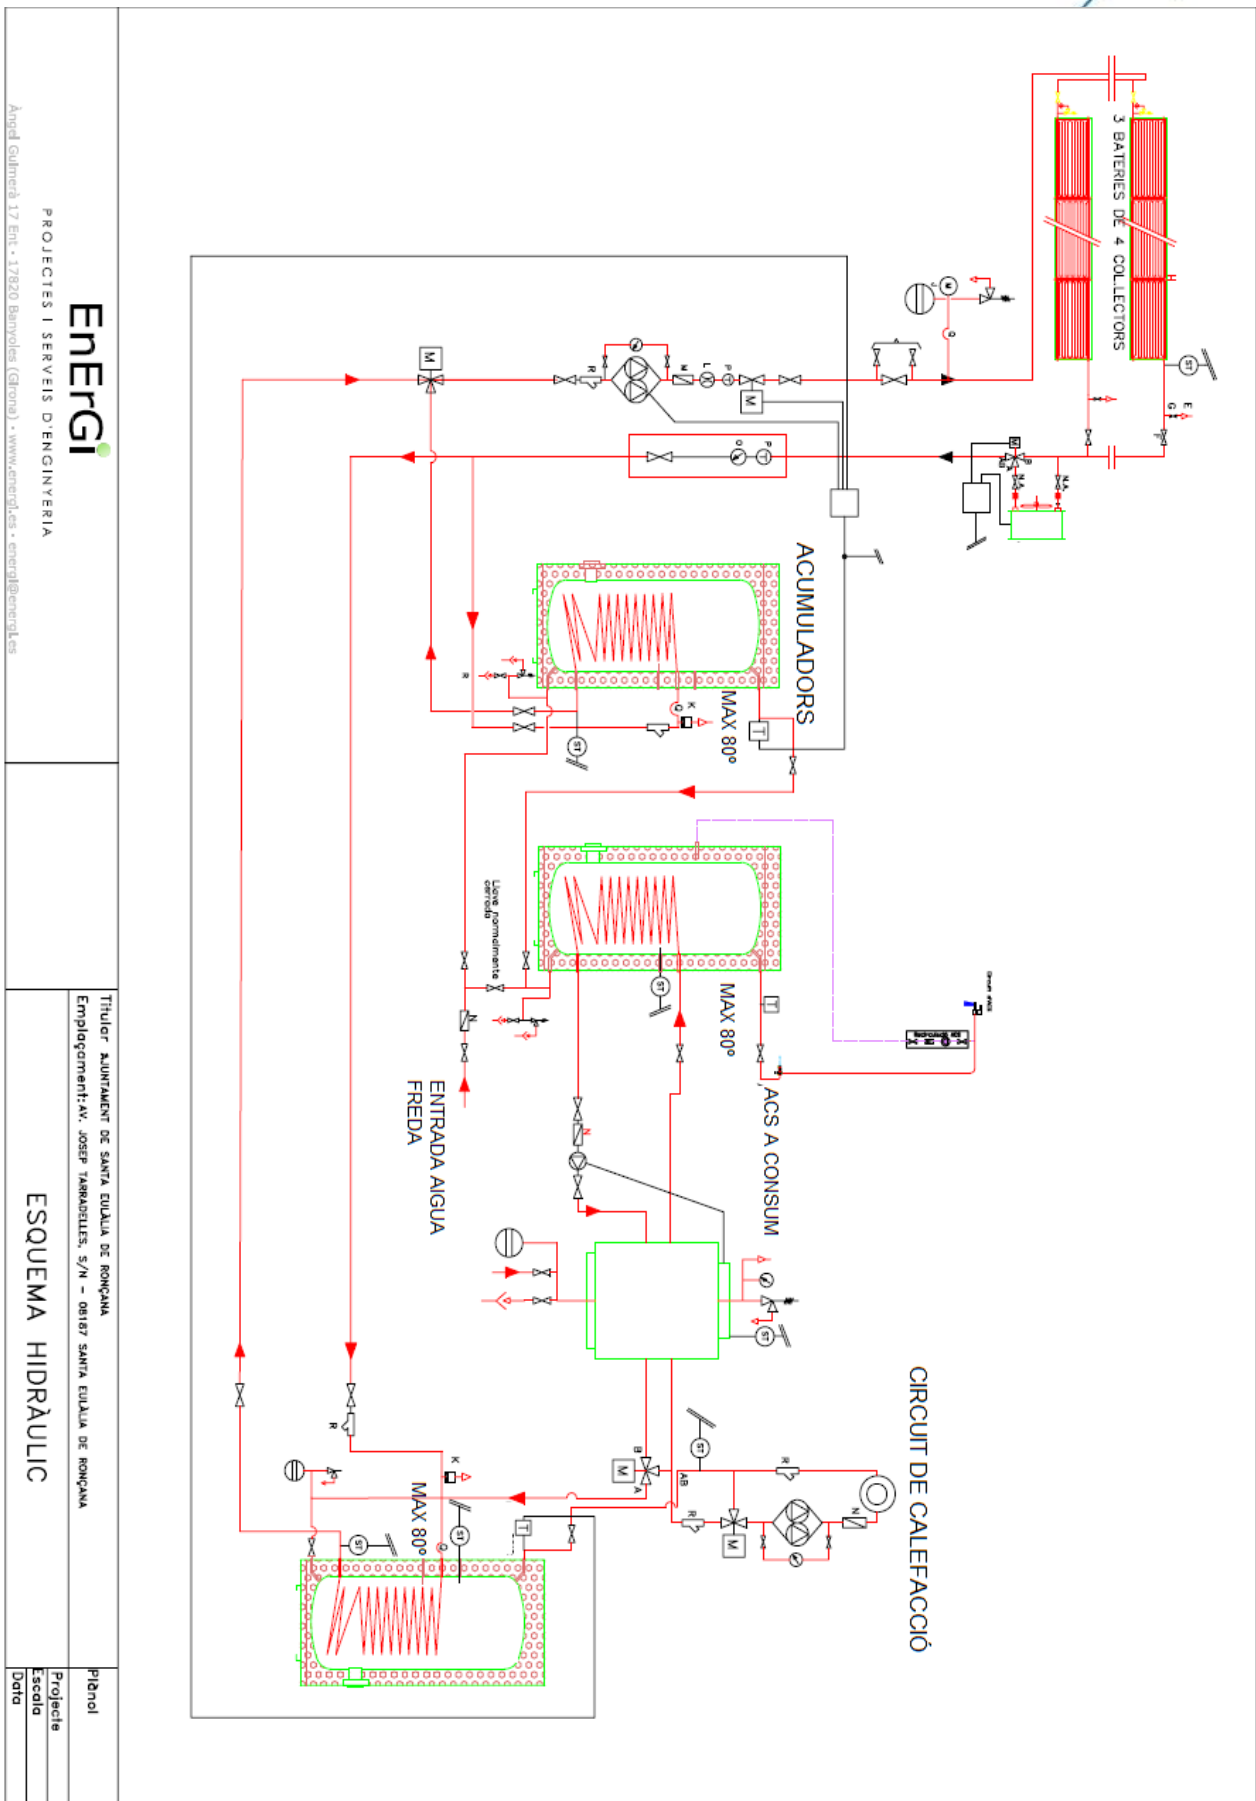 3 BATERIES DE 4 COL.LECTORS
H
ST
E
G
F
M
J
Q
R
M
L
P
M
M
O
P
M
B
N.A.
N.A.
ACUMULADORS
MAX 80º
K
Q
T
R
ST
Llave normalmente
cerrada
MAX 80º
ST
T
N
ENTRADA AIGUA
FREDA
ACS A CONSUM
N
ST
CIRCUIT DE CALEFACCIÓ
ST
R
B
M
A
AB
R
M
N
R
K
MAX 80º
Q
ST
ST
T
EnErGi
PROJECTES I SERVEIS D'ENGINYERIA
Àngel Guimerà 17 Ent · 17820 Banyoles (Girona) · www.energi.es · energi@energi.es
Titular AJUNTAMENT DE SANTA EULÀLIA DE RONÇANA
Emplaçament: AV. JOSEP TARRADELLES, S/N - 08187 SANTA EULÀLIA DE RONÇANA
ESQUEMA HIDRÀULIC
Plànol
Projecte
Escala
Data